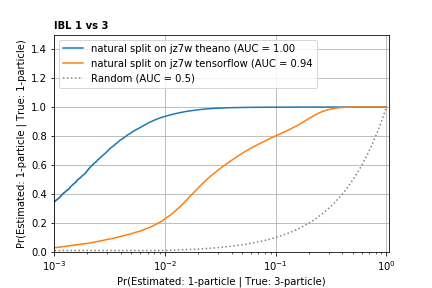 IBL 1 vs 3
Pr(Estimated: 1-particle | True: 1-particle)
1.4
1.2
1.0
0.8
0.6
0.4
0.2
0.0
natural split on jz7w theano (AUC = 1.00
natural split on jz7w tensorflow (AUC = 0.94
Random (AUC = 0.5)
10⁻³ 10⁻² 10⁻¹ 10⁰
Pr(Estimated: 1-particle | True: 3-particle)